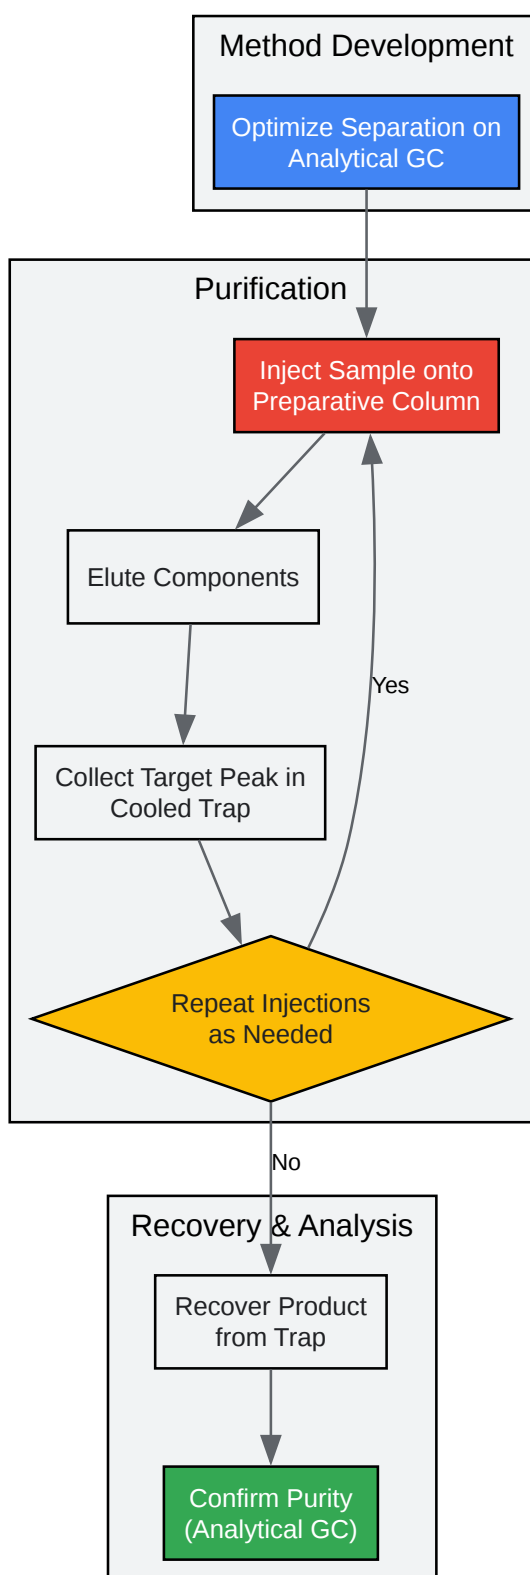 Method Development
Optimize Separation on
Analytical GC
Purification
Inject Sample onto
Preparative Column
Elute Components
Yes
Collect Target Peak in
Cooled Trap
Repeat Injections
as Needed
No
Recovery & Analysis
Recover Product
from Trap
Confirm Purity
(Analytical GC)